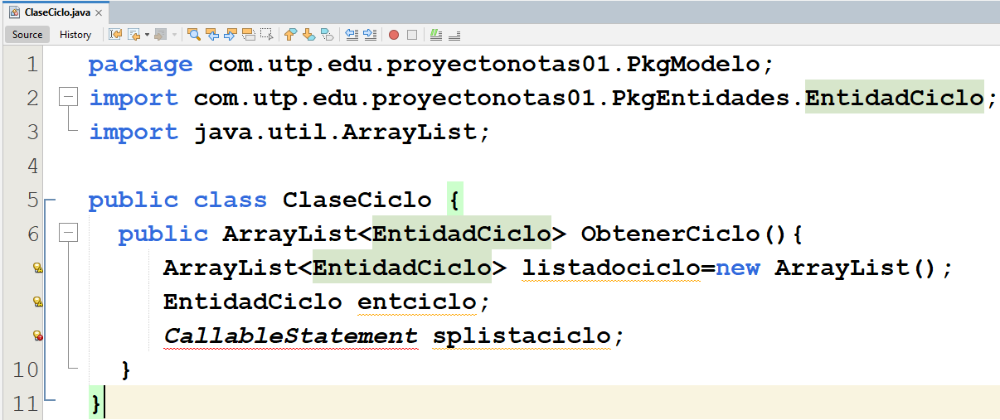 ClaseCiclo.java
Source History
1 package com.utp.edu.proyectonotas01.PkgModelo;
2 import com.utp.edu.proyectonotas01.PkgEntidades.EntidadCiclo;
3 import java.util.ArrayList;
4
5 public class ClaseCiclo {
6 public ArrayList<EntidadCiclo> ObtenerCiclo(){
ArrayList<EntidadCiclo> listadociclo=new ArrayList();
EntidadCiclo entciclo;
CallableStatement splistaciclo;
10 }
11 }